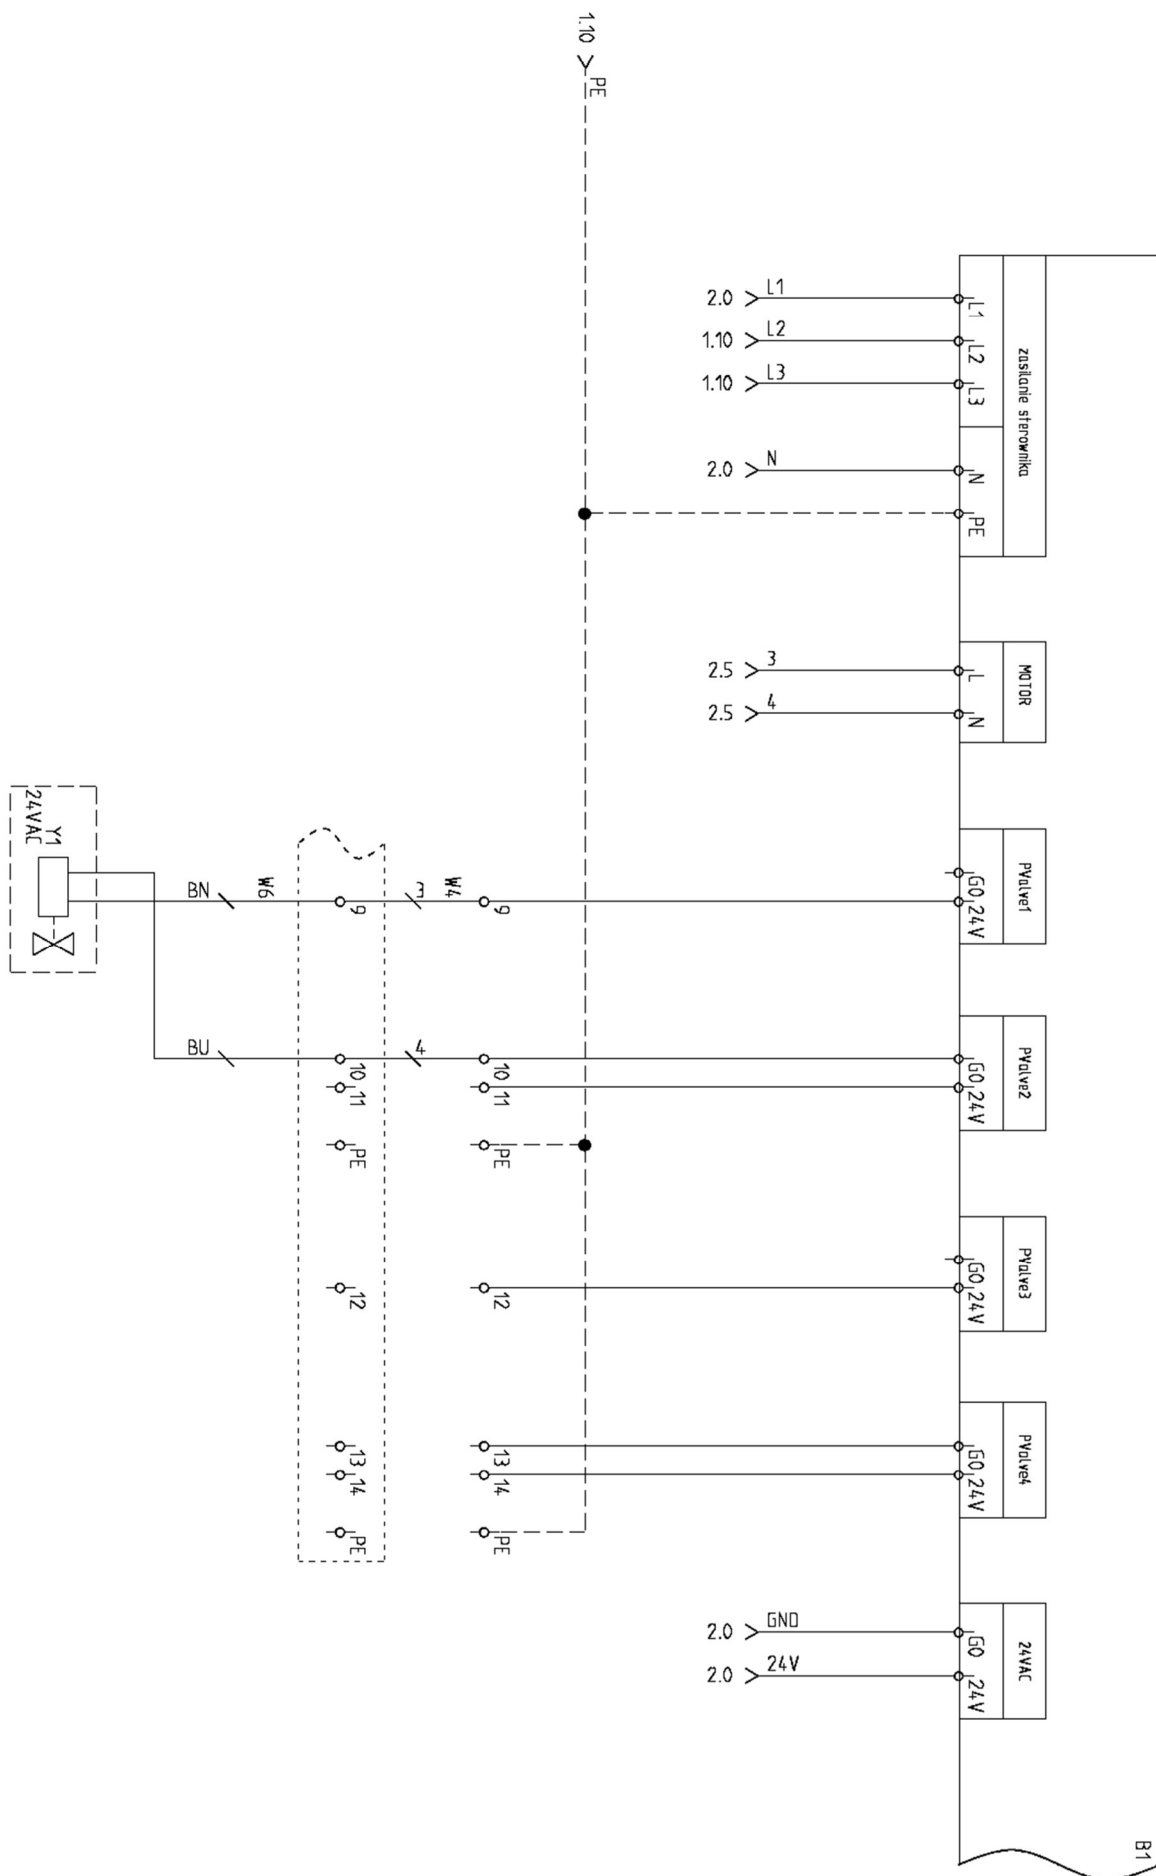 1.10
PE
B1
zasilanie sterownika
L1
L2
L3
N
PE
MOTOR
L
N
PValve1
G0
24V
PValve2
G0
24V
PValve3
G0
24V
PValve4
G0
24V
24VAC
G0
24V
2.0
L1
1.10
L2
1.10
L3
2.0
N
2.5
3
2.5
4
2.0
GND
2.0
24V
9
10
11
PE
12
13
14
PE
W4
3
4
9
10
11
PE
12
13
14
PE
W6
BN
BU
Y1
24VAC